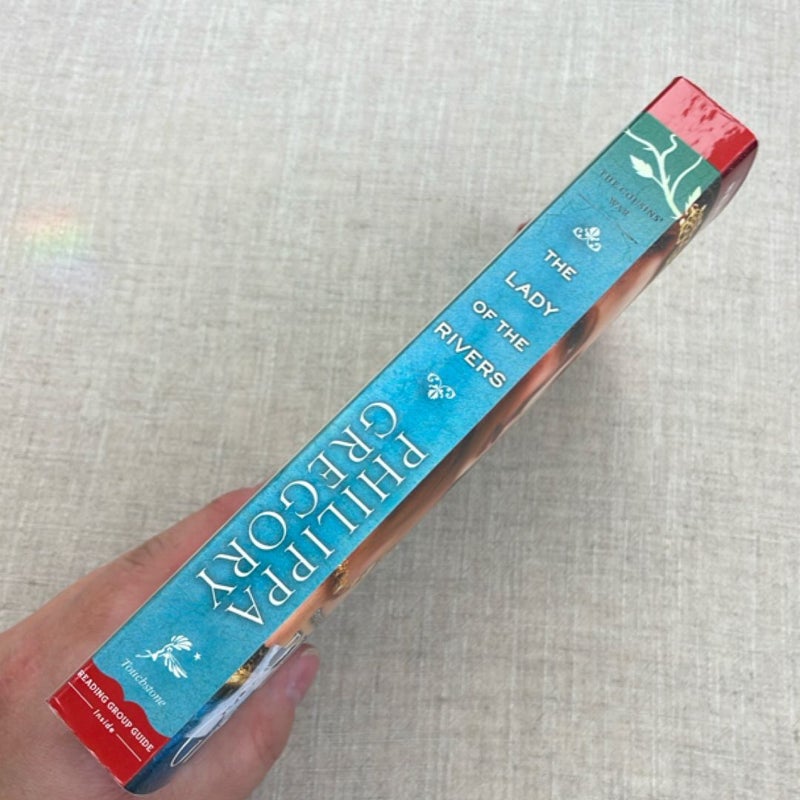 THE COUSINS'
WAR
THE
LADY
OF THE
RIVERS
PHILIPPA
GREGORY
Touchstone
READING GROUP GUIDE
Inside